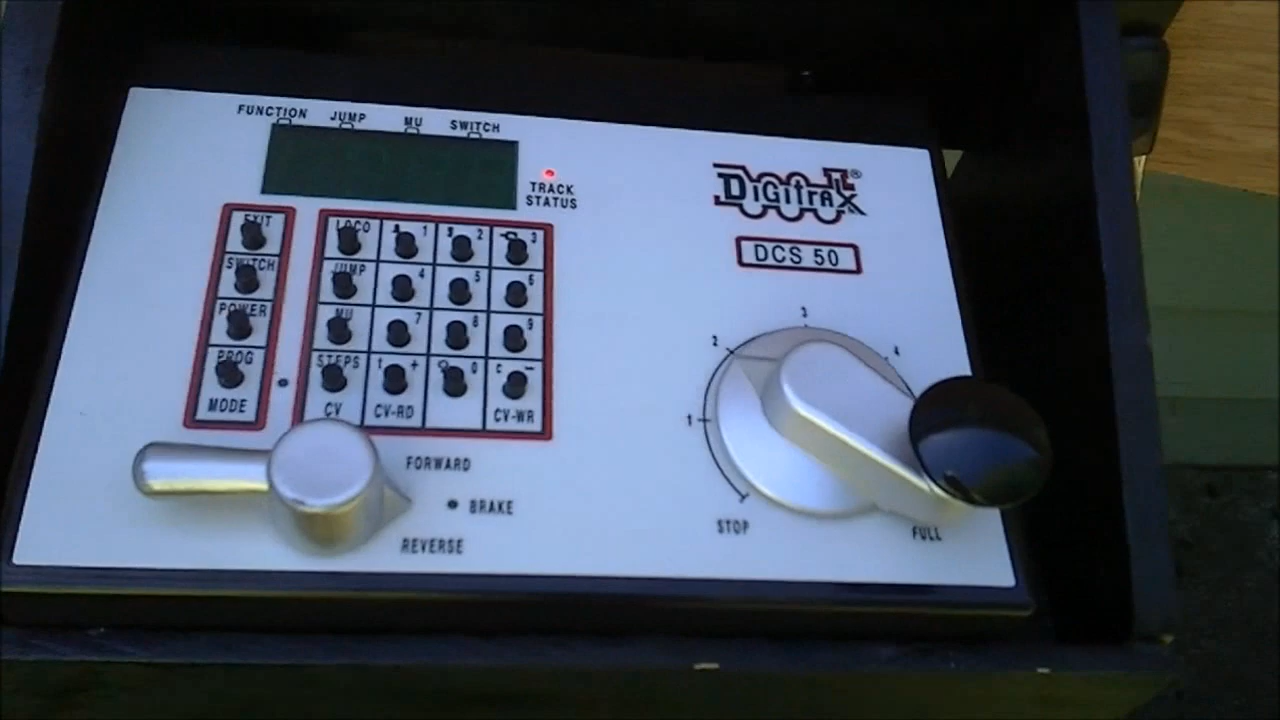 FUNCTION JUMP MU SWITCH
TRACK
STATUS
DIGITRAX®
DCS 50
EXIT
SWITCH
POWER
PROG
MODE
LOCO 1 2 3
JUMP 4 5 6
MU 7 8 9
STEPS t + 0 c -
CV CV-RD CV-WR
FORWARD
BRAKE
REVERSE
1 2 3 4
STOP FULL